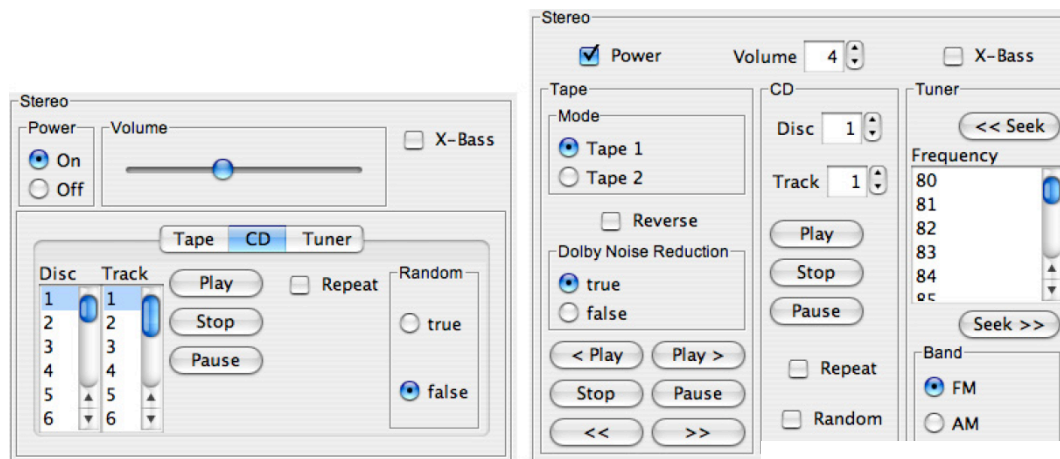 Stereo
Power
Volume
X-Bass
On
Off
Tape CD Tuner
Disc Track
Play
Repeat
Random
1 1
2 2
3 3
4 4
5 5
6 6
Stop
Pause
true
false
Stereo
Power
Volume 4
X-Bass
Tape
Mode
Tape 1
Tape 2
Reverse
Dolby Noise Reduction
true
false
< Play Play >
Stop Pause
<< >>
CD
Disc 1
Track 1
Play
Stop
Pause
Repeat
Random
Tuner
<< Seek
Frequency
80
81
82
83
84
85
Seek >>
Band
FM
AM